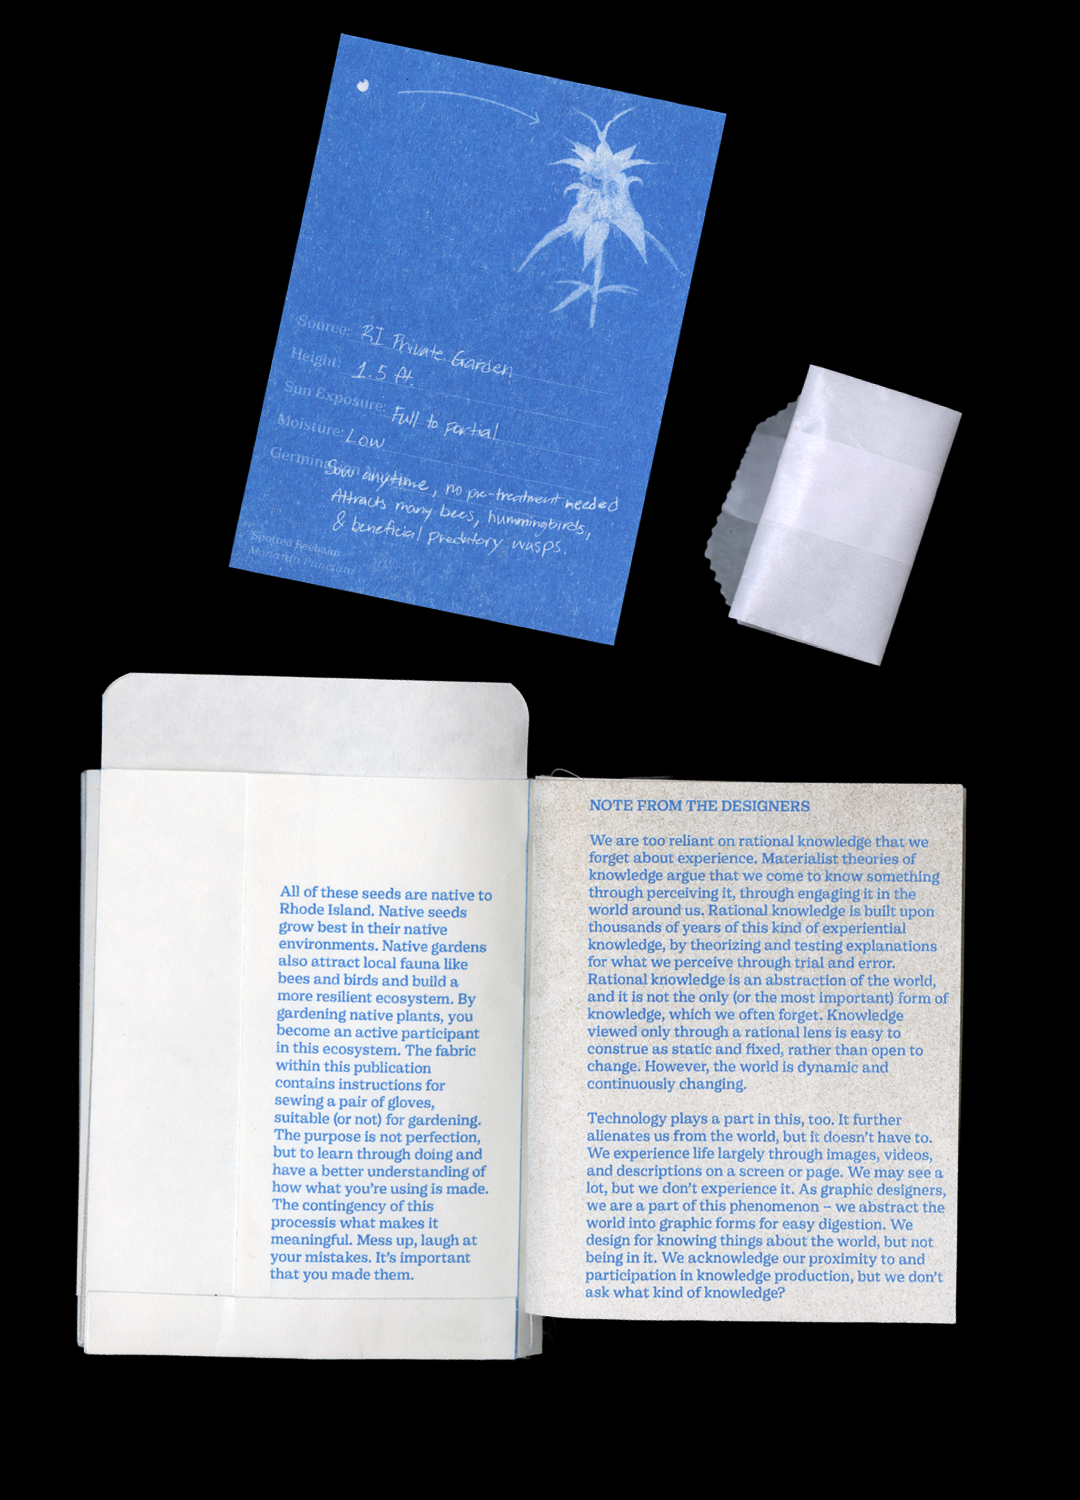 Source: RI Private Garden
Height: 1.5 ft.
Sun Exposure: Full to Partial
Moisture: Low
Germination
Sow anytime, no pre-treatment needed
Attracts many bees, hummingbirds,
& beneficial predatory wasps.
Spotted Beebalm
All of these seeds are native to
Rhode Island. Native seeds
grow best in their native
environments. Native gardens
also attract local fauna like
bees and birds and build a
more resilient ecosystem. By
gardening native plants, you
become an active participant
in this ecosystem. The fabric
within this publication
contains instructions for
sewing a pair of gloves,
suitable (or not) for gardening.
The purpose is not perfection,
but to learn through doing and
have a better understanding of
how what you're using is made.
The contingency of this
processis what makes it
meaningful. Mess up, laugh at
your mistakes. It's important
that you made them.
NOTE FROM THE DESIGNERS
We are too reliant on rational knowledge that we
forget about experience. Materialist theories of
knowledge argue that we come to know something
through perceiving it, through engaging it in the
world around us. Rational knowledge is built upon
thousands of years of this kind of experiential
knowledge, by theorizing and testing explanations
for what we perceive through trial and error.
Rational knowledge is an abstraction of the world,
and it is not the only (or the most important) form of
knowledge, which we often forget. Knowledge
viewed only through a rational lens is easy to
construe as static and fixed, rather than open to
change. However, the world is dynamic and
continuously changing.
Technology plays a part in this, too. It further
alienates us from the world, but it doesn't have to.
We experience life largely through images, videos,
and descriptions on a screen or page. We may see a
lot, but we don't experience it. As graphic designers,
we are a part of this phenomenon – we abstract the
world into graphic forms for easy digestion. We
design for knowing things about the world, but not
being in it. We acknowledge our proximity to and
participation in knowledge production, but we don't
ask what kind of knowledge?